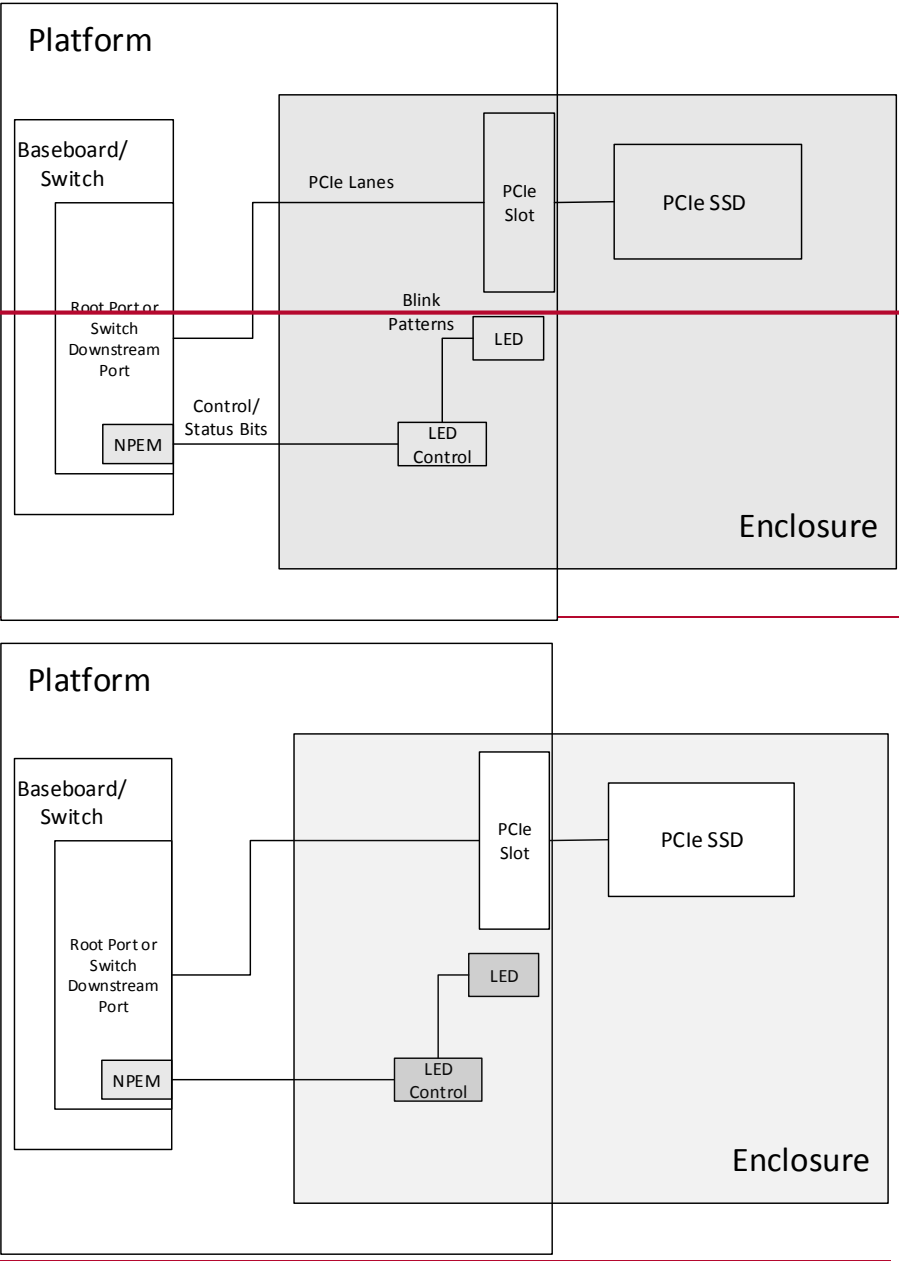 Platform
Baseboard/
Switch
PCIe Lanes
PCIe
Slot
PCIe SSD
Root Port or
Switch
Downstream
Port
Blink
Patterns
LED
Control/
Status Bits
NPEM
LED
Control
Enclosure
Platform
Baseboard/
Switch
PCIe
Slot
PCIe SSD
Root Port or
Switch
Downstream
Port
LED
NPEM
LED
Control
Enclosure